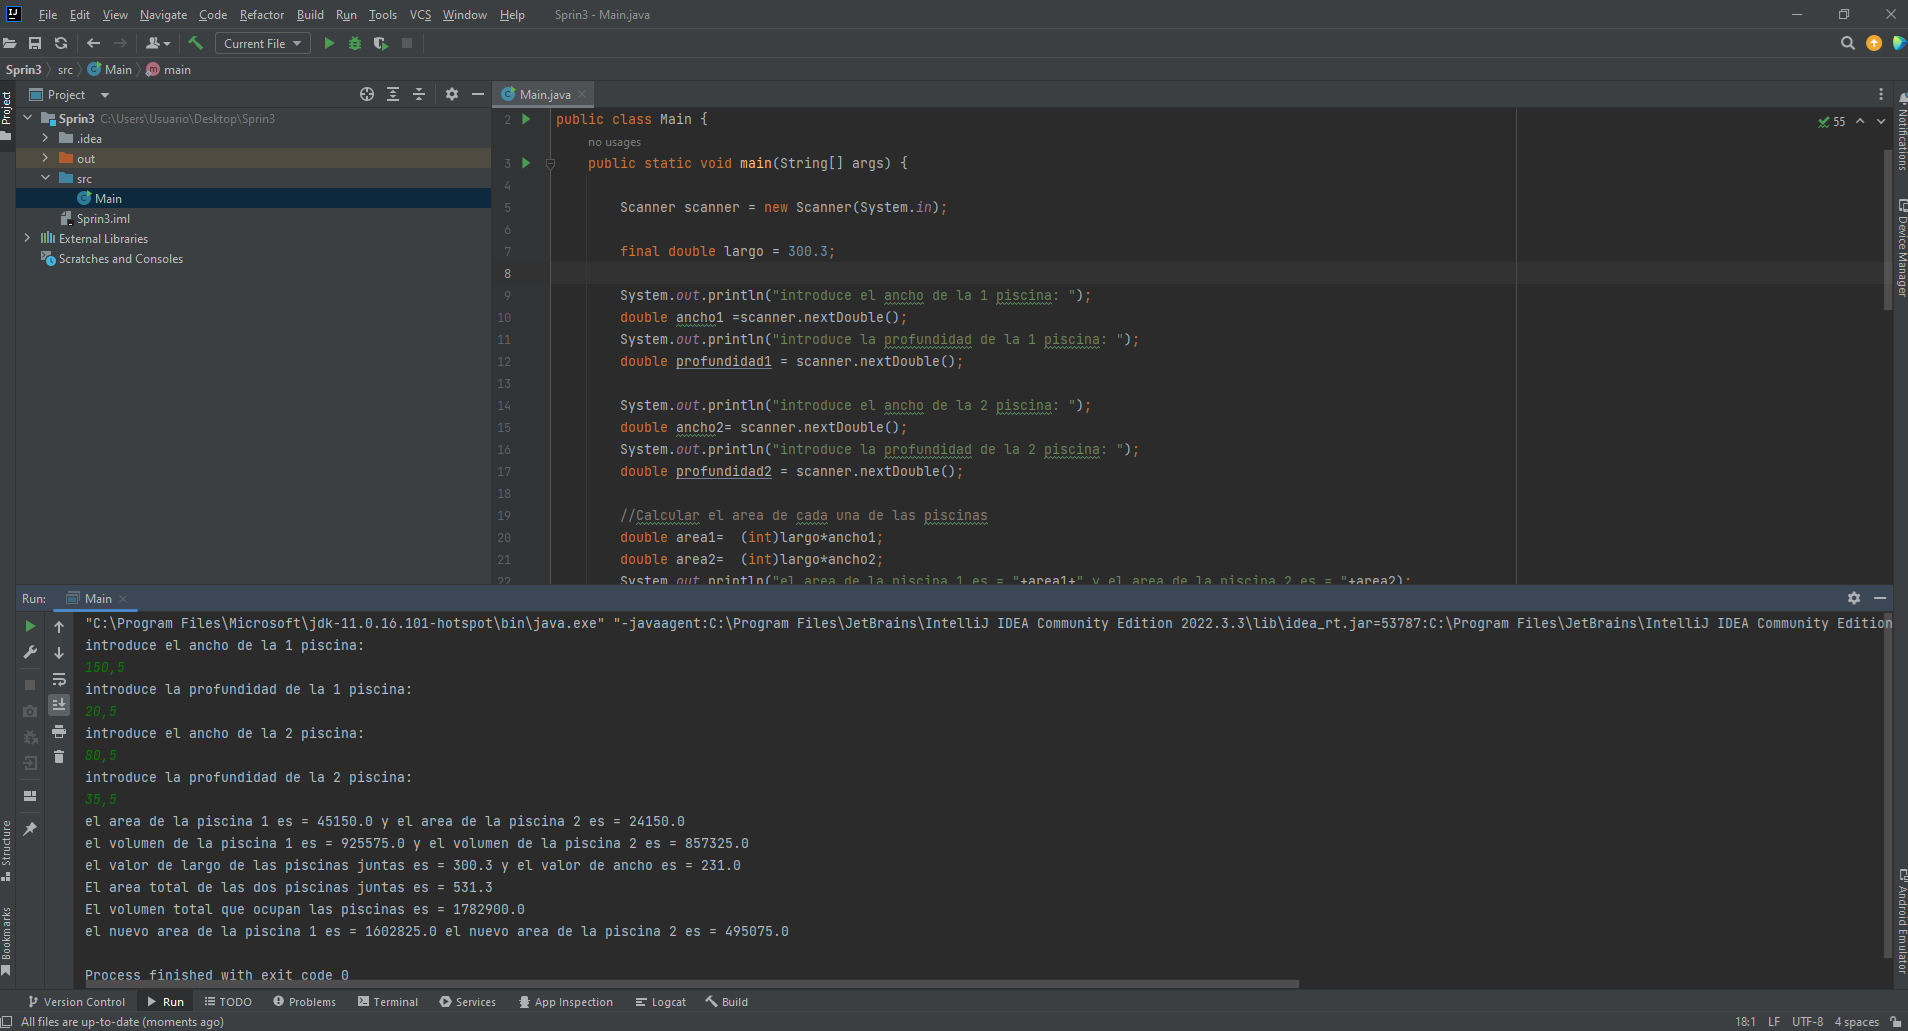 File Edit View Navigate Code Refactor Build Run Tools VCS Window Help Sprin3 - Main.java
Current File
Sprin3 src Main main
Project
Main.java
Sprin3 C:\Users\Usuario\Desktop\Sprin3
.idea
out
src
Main
Sprin3.iml
External Libraries
Scratches and Consoles
55
2 public class Main {
no usages
3 public static void main(String[] args) {
4
5 Scanner scanner = new Scanner(System.in);
6
7 final double largo = 300.3;
8
9 System.out.println("introduce el ancho de la 1 piscina: ");
10 double ancho1 =scanner.nextDouble();
11 System.out.println("introduce la profundidad de la 1 piscina: ");
12 double profundidad1 = scanner.nextDouble();
13
14 System.out.println("introduce el ancho de la 2 piscina: ");
15 double ancho2= scanner.nextDouble();
16 System.out.println("introduce la profundidad de la 2 piscina: ");
17 double profundidad2 = scanner.nextDouble();
18
19 //Calcular el area de cada una de las piscinas
20 double area1=  (int)largo*ancho1;
21 double area2=  (int)largo*ancho2;
22 System.out.println("el area de la piscina 1 es = "+area1+" y el area de la piscina 2 es = "+area2);
Project
Structure
Bookmarks
Notifications
Device Manager
Android Emulator
Run: Main
"C:\Program Files\Microsoft\jdk-11.0.16.101-hotspot\bin\java.exe" "-javaagent:C:\Program Files\JetBrains\IntelliJ IDEA Community Edition 2022.3.3\lib\idea_rt.jar=53787:C:\Program Files\JetBrains\IntelliJ IDEA Community Edition
introduce el ancho de la 1 piscina:
150,5
introduce la profundidad de la 1 piscina:
20,5
introduce el ancho de la 2 piscina:
80,5
introduce la profundidad de la 2 piscina:
35,5
el area de la piscina 1 es = 45150.0 y el area de la piscina 2 es = 24150.0
el volumen de la piscina 1 es = 925575.0 y el volumen de la piscina 2 es = 857325.0
el valor de largo de las piscinas juntas es = 300.3 y el valor de ancho es = 231.0
El area total de las dos piscinas juntas es = 531.3
El volumen total que ocupan las piscinas es = 1782900.0
el nuevo area de la piscina 1 es = 1602825.0 el nuevo area de la piscina 2 es = 495075.0
Process finished with exit code 0
Version Control Run TODO Problems Terminal Services App Inspection Logcat Build
All files are up-to-date (moments ago) 18:1 LF UTF-8 4 spaces